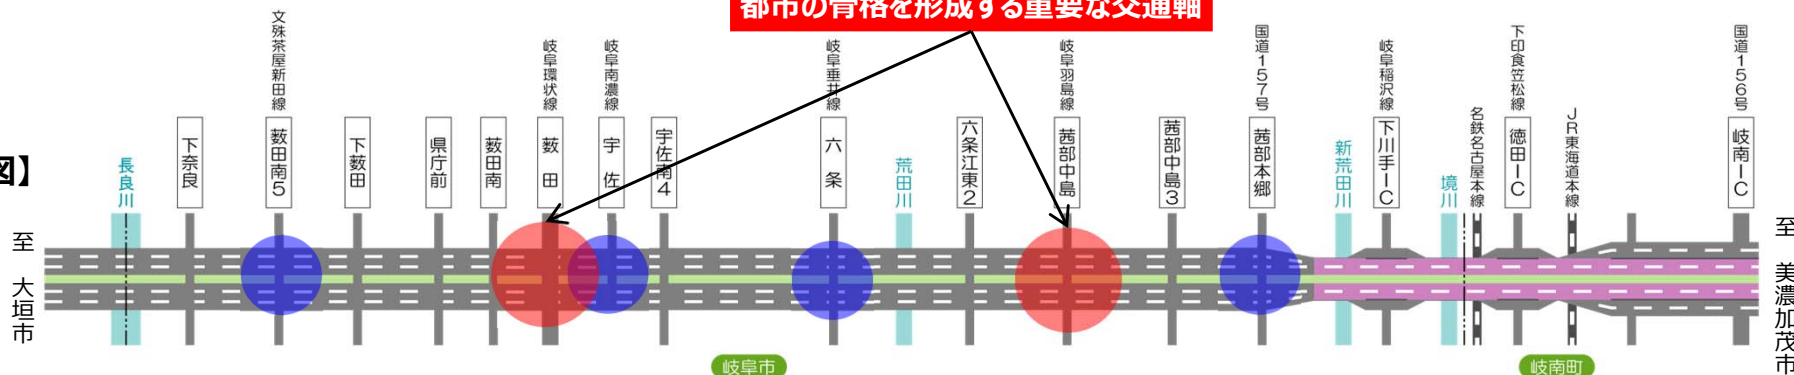 都市の骨格を形成する重要な交通軸
図】
至 大垣市
長良川
下奈良
文殊茶屋新田線
薮田南5
下薮田
県庁前
薮田南
岐阜環状線
薮田
岐阜南濃線
宇佐
宇佐南4
岐阜垂井線
六条
荒田川
六条江東2
岐阜羽島線
茜部中島
茜部中島3
国道157号
茜部本郷
新荒田川
岐阜稲沢線
下川手IC
境川
名鉄名古屋本線
下印食笠松線
徳田IC
JR東海道本線
国道156号
岐南IC
至 美濃加茂市
岐阜市
岐南町